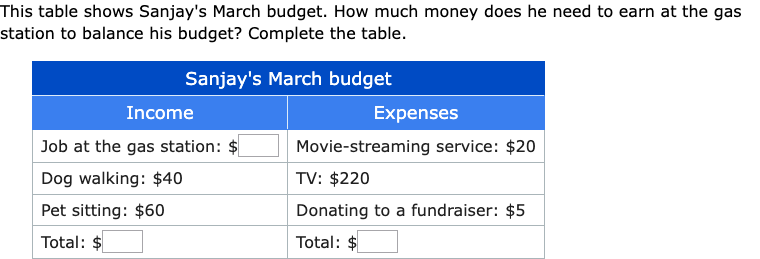 This table shows Sanjay's March budget. How much money does he need to earn at the gas
station to balance his budget? Complete the table.
Sanjay's March budget
Income Expenses
Job at the gas station: $ Movie-streaming service: $20
Dog walking: $40 TV: $220
Pet sitting: $60 Donating to a fundraiser: $5
Total: $ Total: $